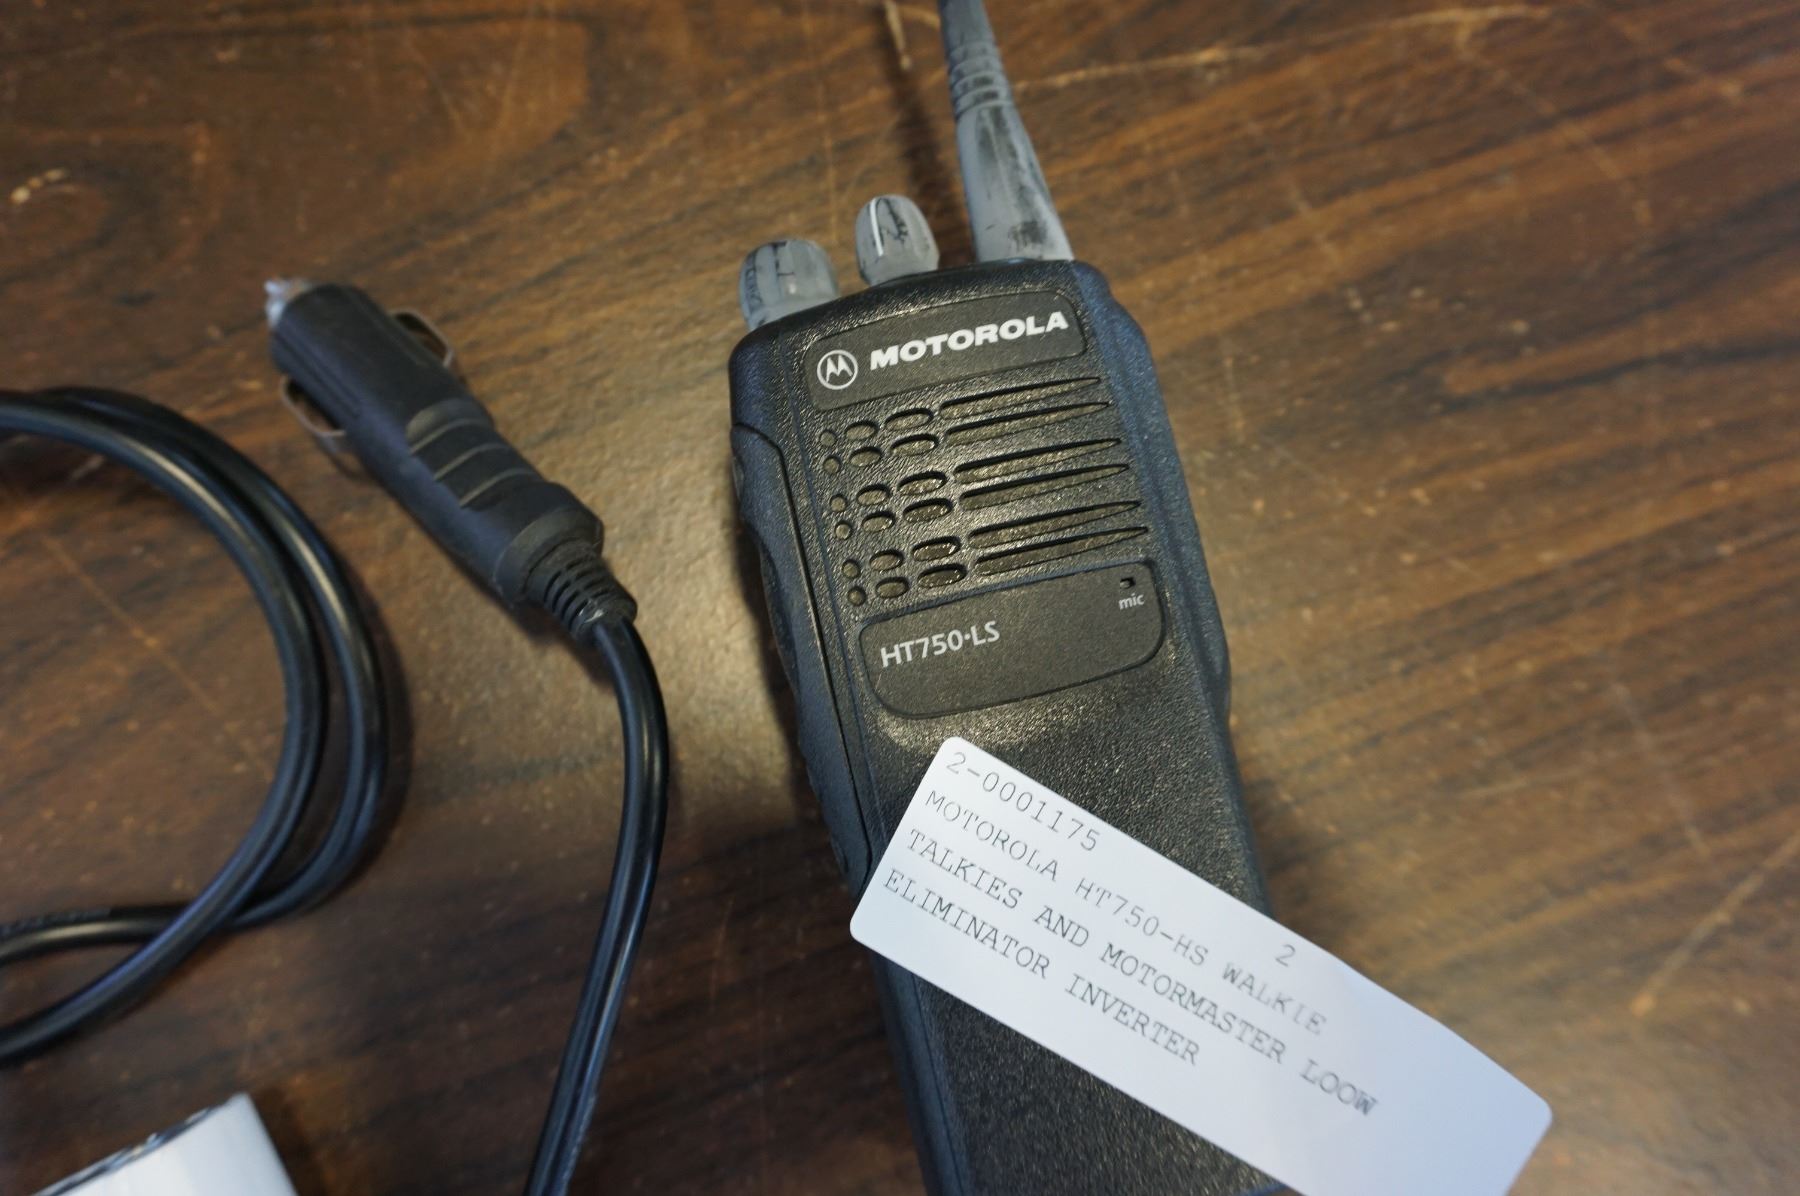 MOTOROLA
mic
HT750·LS
2-0001175
MOTOROLA HT750-HS WALKIE 2
TALKIES AND MOTORMASTER LOOW
ELIMINATOR INVERTER